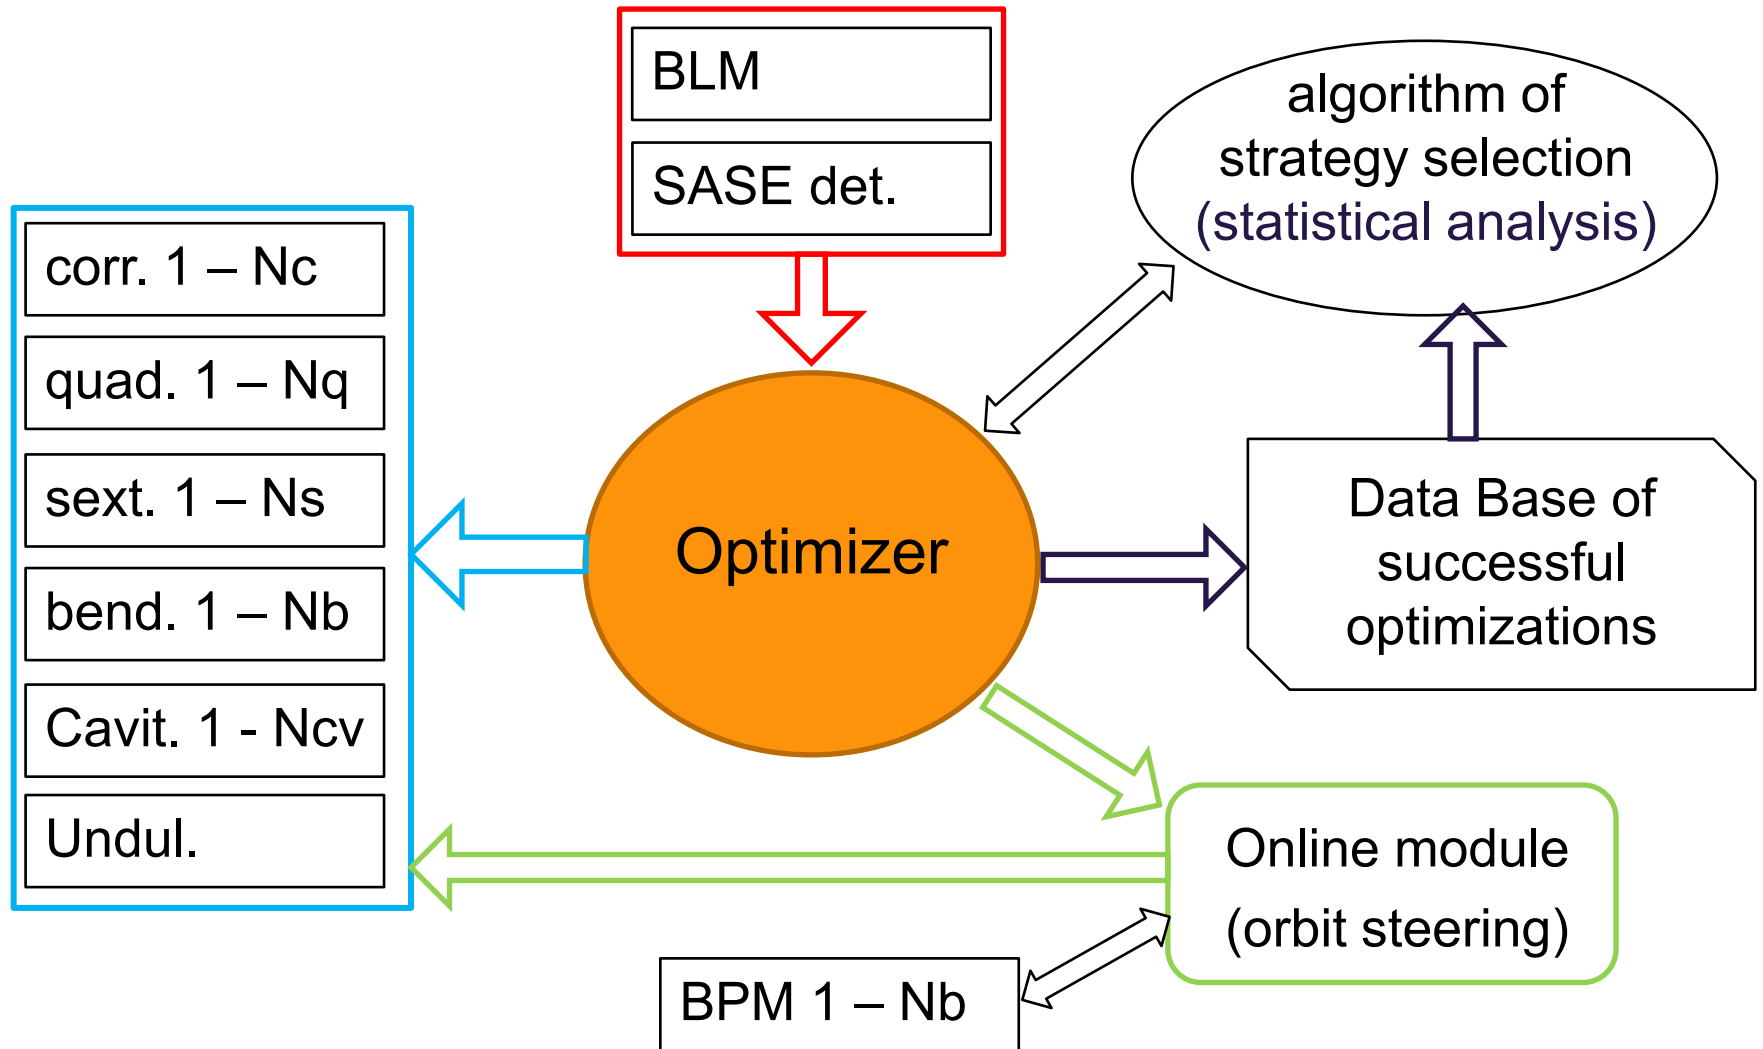 BLM
SASE det.
algorithm of
strategy selection
(statistical analysis)
corr. 1 – Nc
quad. 1 – Nq
sext. 1 – Ns
bend. 1 – Nb
Cavit. 1 - Ncv
Undul.
Optimizer
Data Base of
successful
optimizations
Online module
(orbit steering)
BPM 1 – Nb